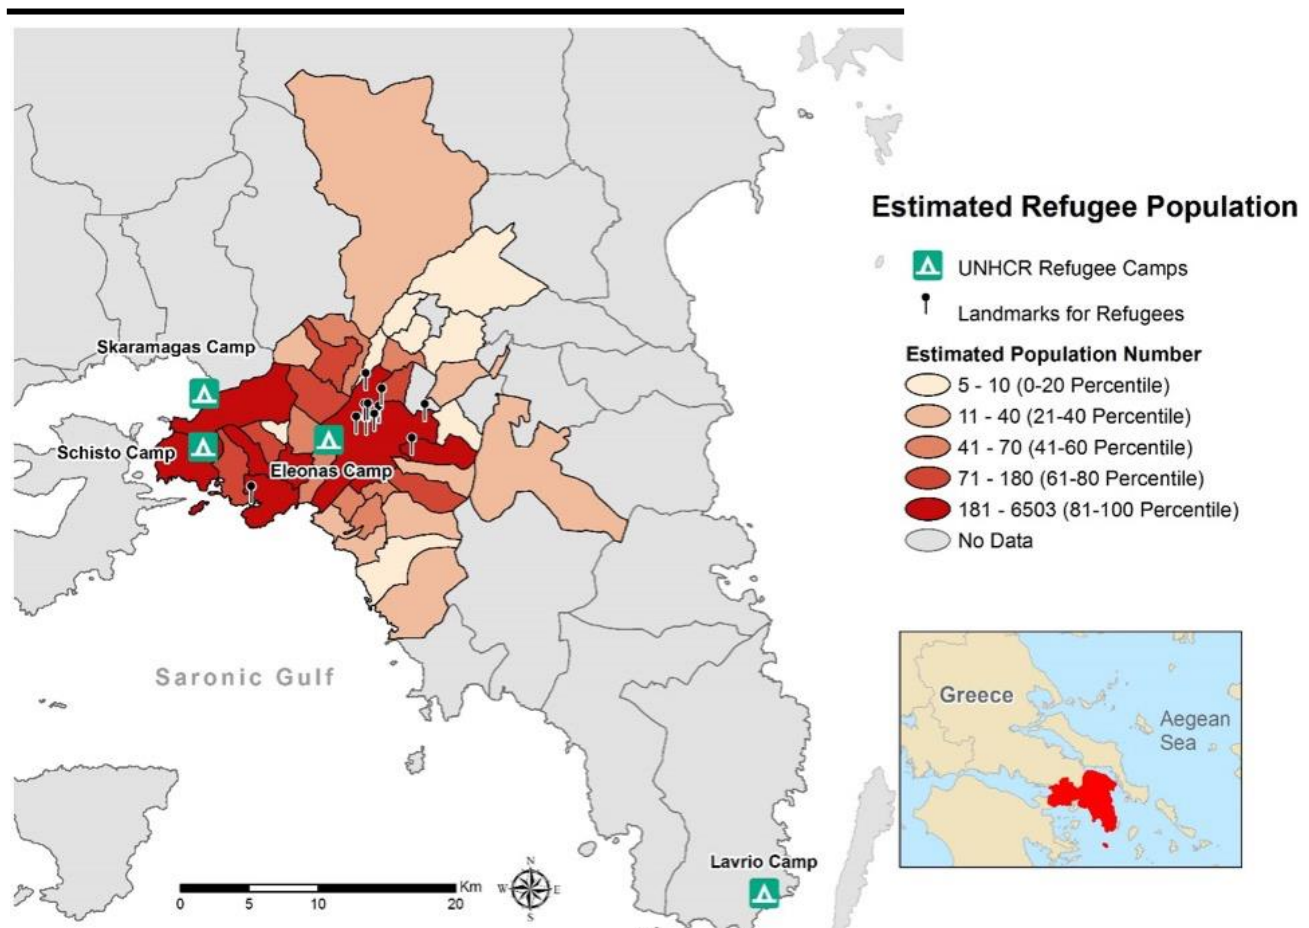 Estimated Refugee Population
UNHCR Refugee Camps
Landmarks for Refugees
Estimated Population Number
5 - 10 (0-20 Percentile)
11 - 40 (21-40 Percentile)
41 - 70 (41-60 Percentile)
71 - 180 (61-80 Percentile)
181 - 6503 (81-100 Percentile)
No Data
Skaramagas Camp
Schisto Camp
Eleonas Camp
Saronic Gulf
Lavrio Camp
Km
0 5 10 20
N
W E
S
Greece
Aegean
Sea